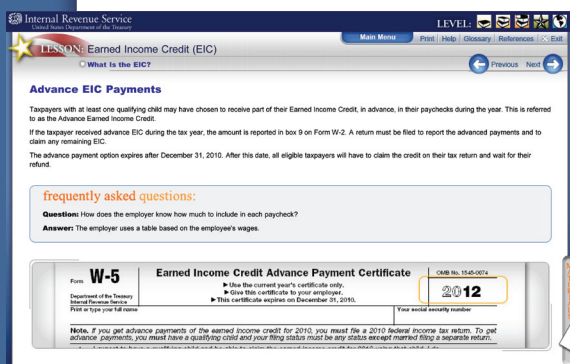 Internal Revenue Service
United States Department of the Treasury
LEVEL:
Main Menu Print Help Glossary References Exit
LESSON: Earned Income Credit (EIC)
What Is the EIC?
Previous Next
Advance EIC Payments
Taxpayers with at least one qualifying child may have chosen to receive part of their Earned Income Credit, in advance, in their paychecks during the year. This is referred
to as the Advance Earned Income Credit.
If the taxpayer received advance EIC during the tax year, the amount is reported in box 9 on Form W-2. A return must be filed to report the advanced payments and to
claim any remaining EIC.
The advance payment option expires after December 31, 2010. After this date, all eligible taxpayers will have to claim the credit on their tax return and wait for their
refund.
frequently asked questions:
Question: How does the employer know how much to include in each paycheck?
Answer: The employer uses a table based on the employee's wages.
Form W-5
Department of the Treasury
Internal Revenue Service
Earned Income Credit Advance Payment Certificate
▶ Use the current year's certificate only.
▶ Give this certificate to your employer.
▶ This certificate expires on December 31, 2010.
OMB No. 1545-0074
2012
Print or type your full name
Your social security number
Note. If you get advance payments of the earned income credit for 2010, you must file a 2010 federal income tax return. To get
advance payments, you must have a qualifying child and your filing status must be any status except married filing a separate return.